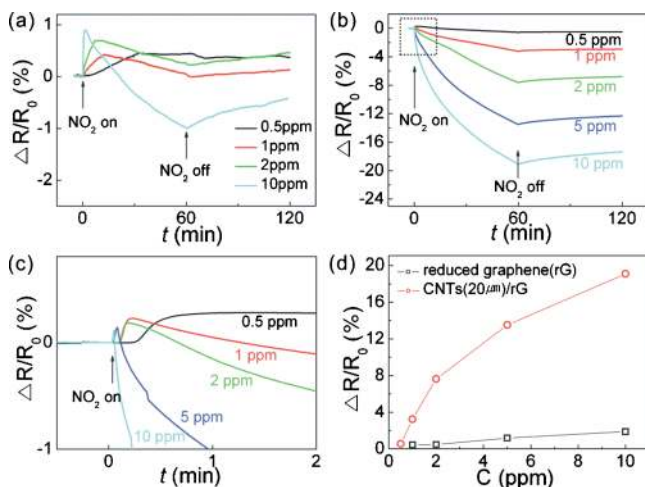 (a)
△R/R₀ (%)
2
1
0
-1
-2
NO₂ on
NO₂ off
0.5ppm
1ppm
2ppm
10ppm
0
60
120
t (min)
(b)
△R/R₀ (%)
0
-4
-8
-12
-16
-20
-24
0.5 ppm
1 ppm
2 ppm
5 ppm
10 ppm
NO₂ on
NO₂ off
0
60
120
t (min)
(c)
△R/R₀ (%)
0
-1
NO₂ on
0.5 ppm
1 ppm
2 ppm
5 ppm
10 ppm
0
1
2
t (min)
(d)
△R/R₀ (%)
20
16
12
8
4
0
reduced graphene(rG)
CNTs(20㎛)/rG
0
2
4
6
8
10
C (ppm)